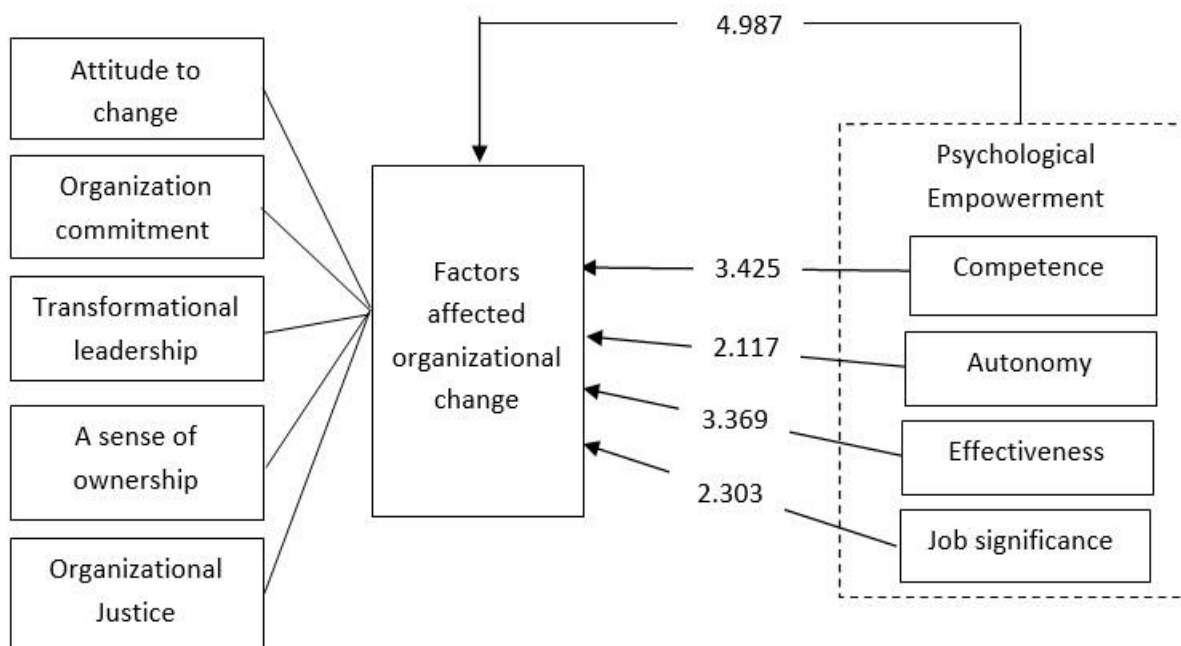 4.987
Attitude to
change
Organization
commitment
Transformational
leadership
A sense of
ownership
Organizational
Justice
Factors
affected
organizational
change
3.425
2.117
3.369
2.303
Psychological
Empowerment
Competence
Autonomy
Effectiveness
Job significance